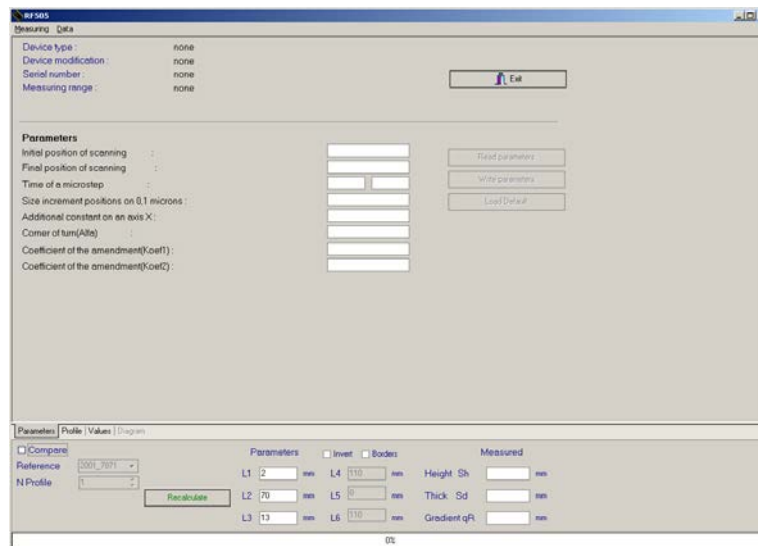 RF505
Measuring Data
Device type : none
Device modification : none
Serial number : none
Measuring range : none
Exit
Parameters
Initial position of scanning :
Final position of scanning :
Time of a microstep :
Size increment positions on 0,1 microns :
Additional constant on an axis X :
Corner of turn(Alfa) :
Coefficient of the amendment(Koef1) :
Coefficient of the amendment(Koef2) :
Read parameters
Write parameters
Load Default
Parameters Profile Values Diagram
Compare
Reference 2001_7871
N Profile 1
Recalculate
Parameters Invert Borders Measured
L1 2 mm L4 110 mm Height Sh mm
L2 70 mm L5 0 mm Thick Sd mm
L3 13 mm L6 110 mm Gradient qR mm
0%